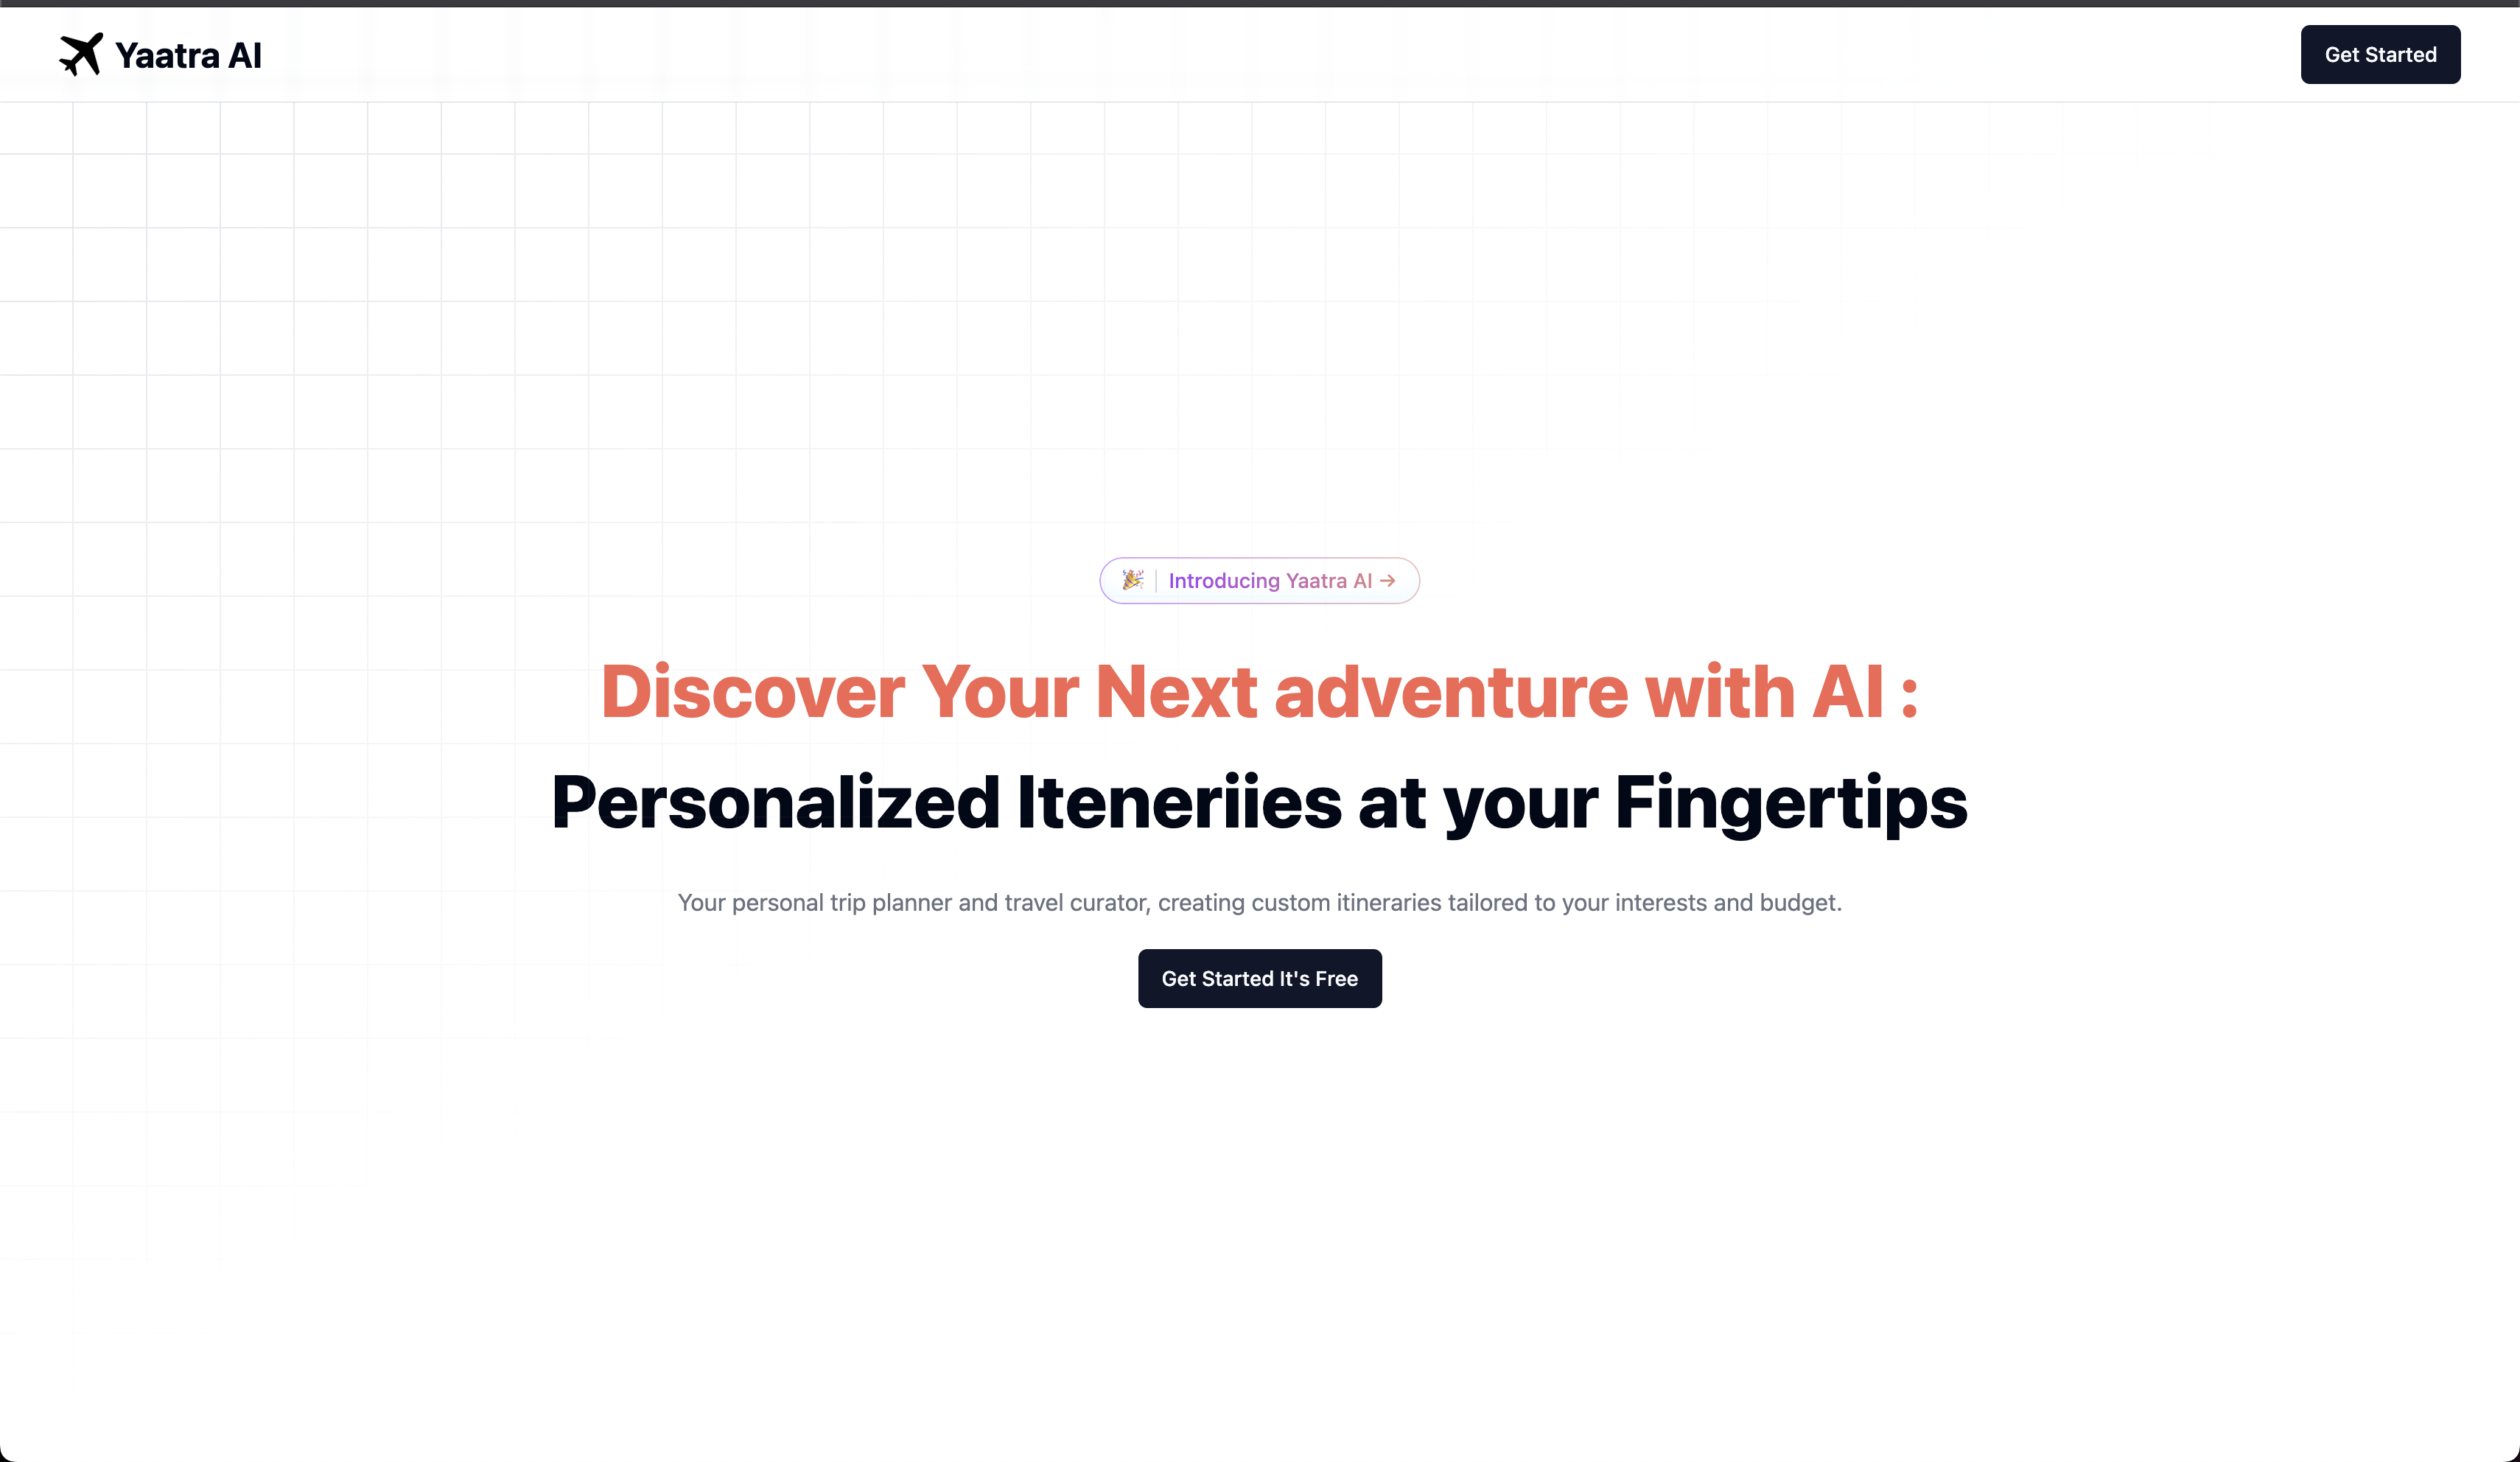 Yaatra AI
Get Started
🎉 | Introducing Yaatra AI →
Discover Your Next adventure with AI :
Personalized Iteneriies at your Fingertips
Your personal trip planner and travel curator, creating custom itineraries tailored to your interests and budget.
Get Started It's Free